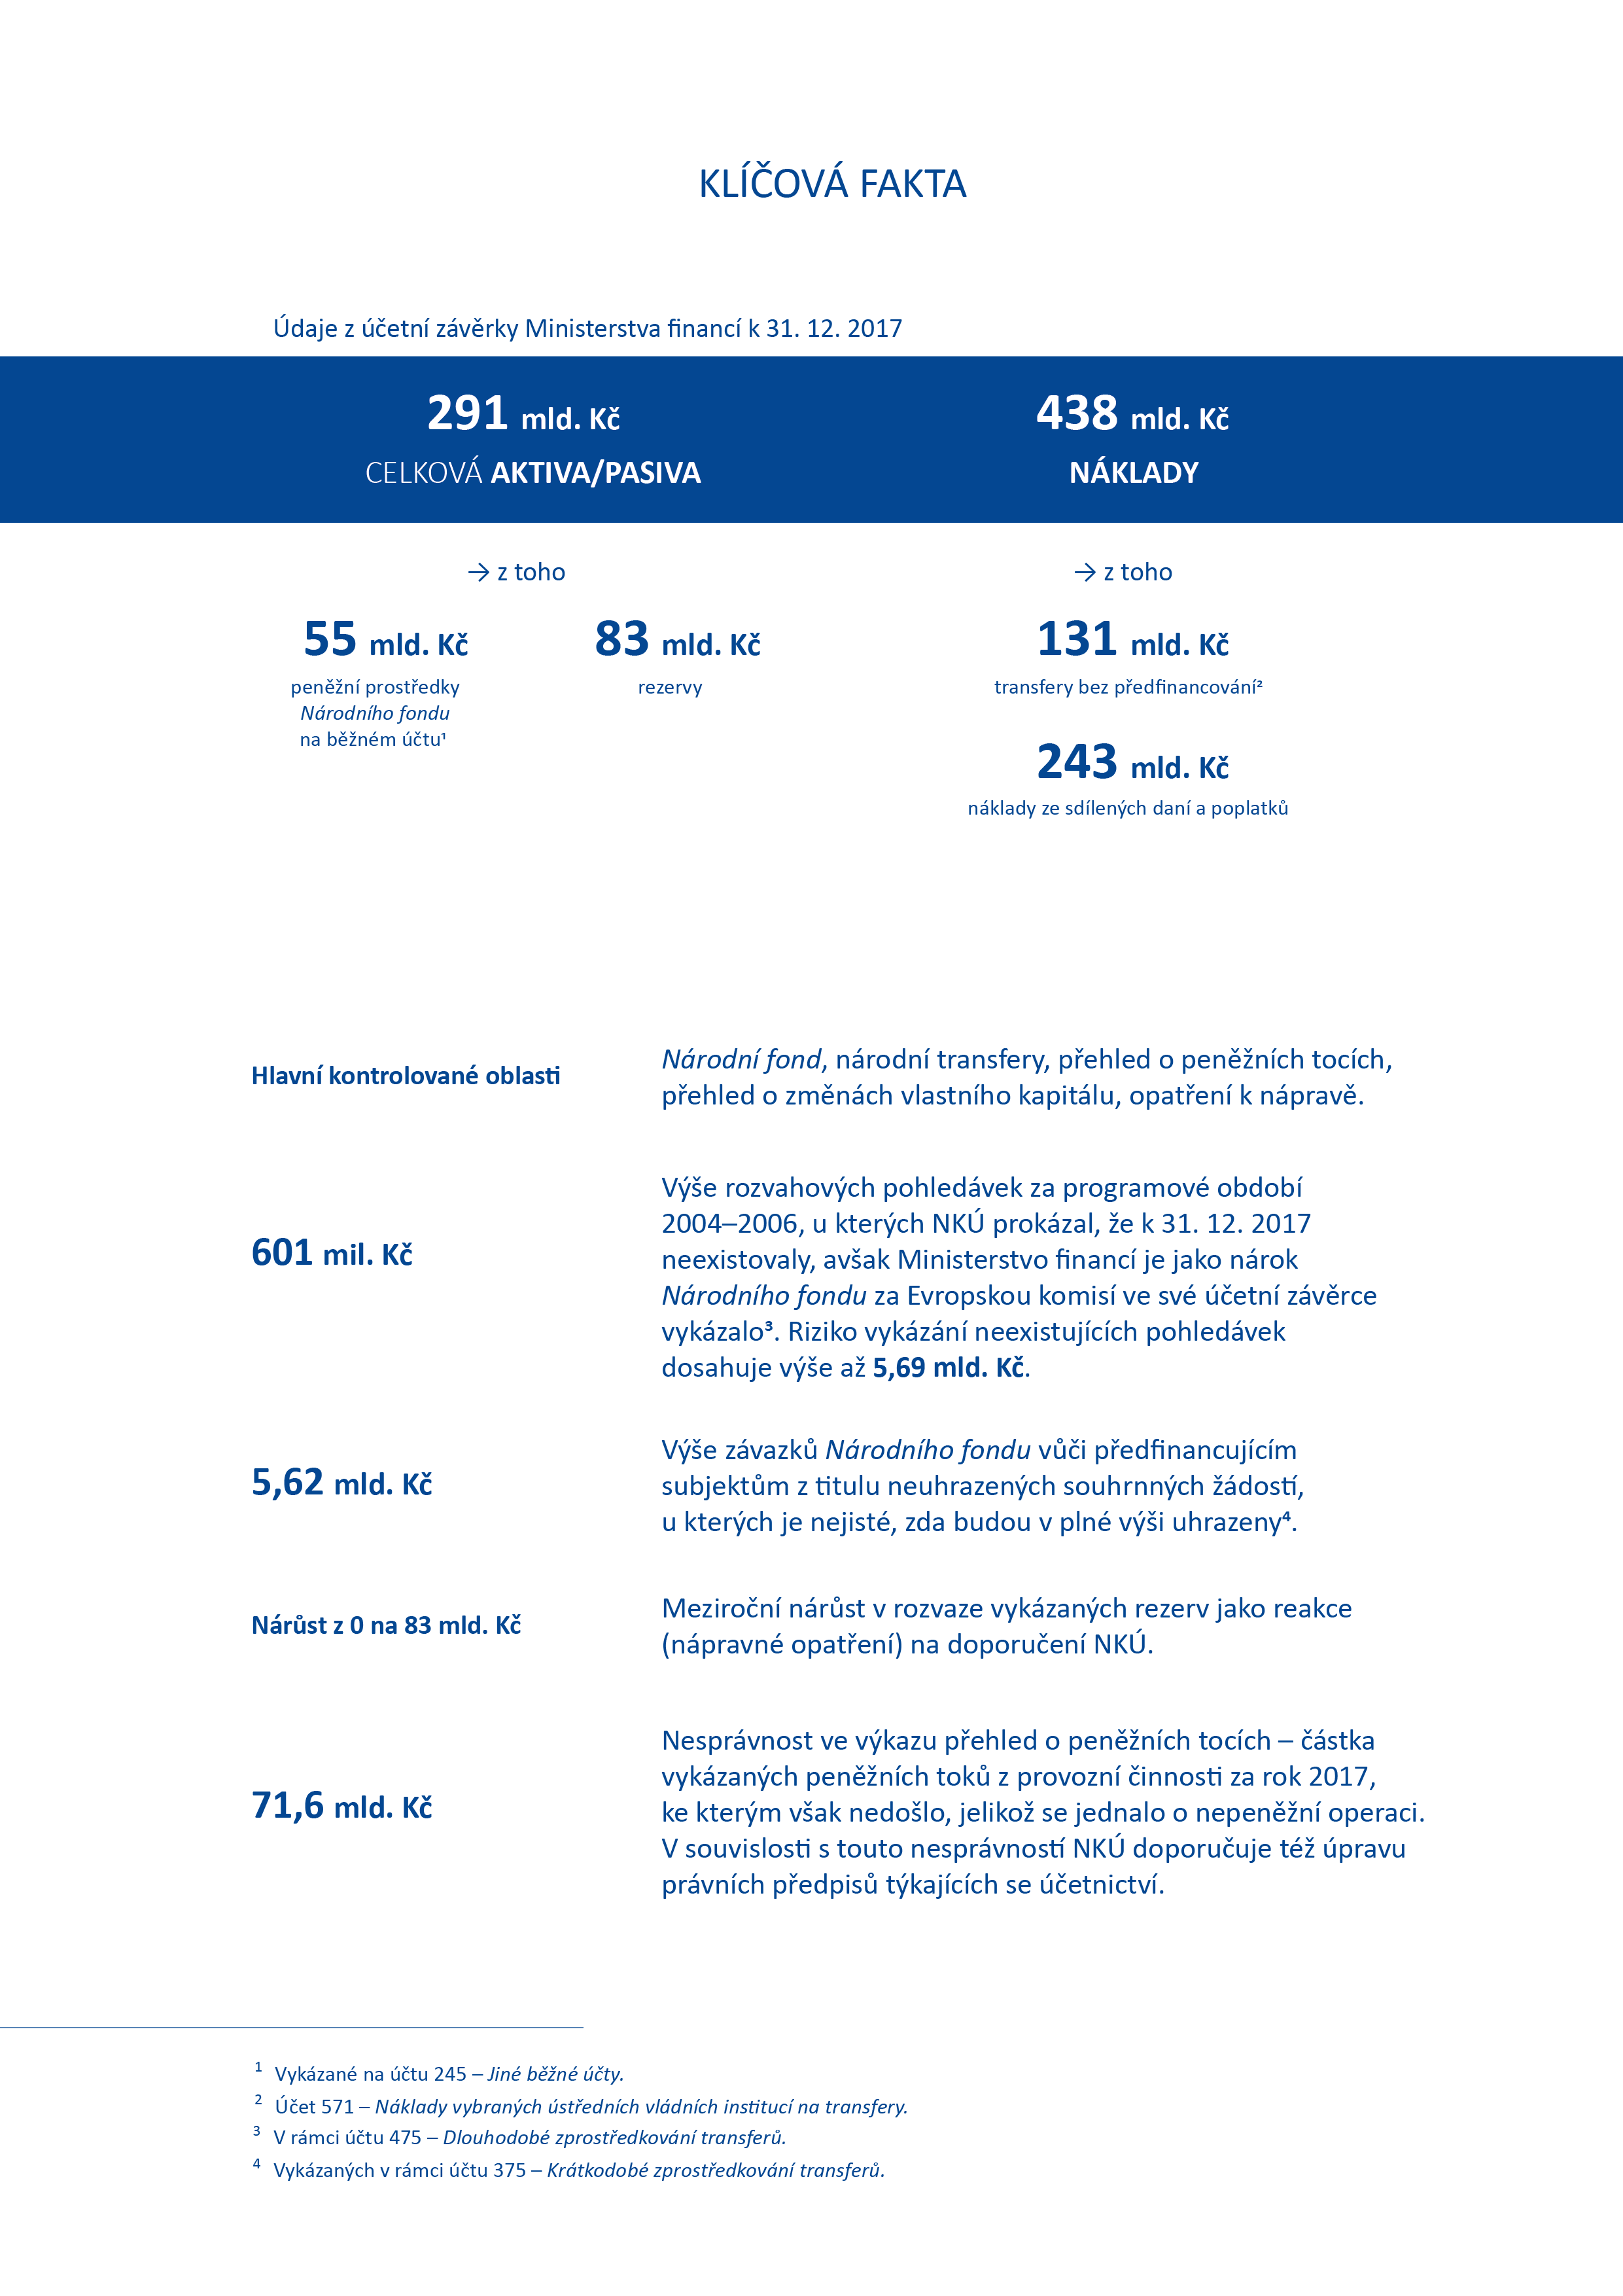 KLÍČOVÁ FAKTA
Údaje z účetní závěrky Ministerstva financí k 31. 12. 2017
291 mld. Kč
CELKOVÁ AKTIVA/PASIVA
438 mld. Kč
NÁKLADY
→ z toho
55 mld. Kč
peněžní prostředky
Národního fondu
na běžném účtu¹
83 mld. Kč
rezervy
→ z toho
131 mld. Kč
transfery bez předfinancování²
243 mld. Kč
náklady ze sdílených daní a poplatků
Hlavní kontrolované oblasti
Národní fond, národní transfery, přehled o peněžních tocích,
přehled o změnách vlastního kapitálu, opatření k nápravě.
601 mil. Kč
Výše rozvahových pohledávek za programové období
2004–2006, u kterých NKÚ prokázal, že k 31. 12. 2017
neexistovaly, avšak Ministerstvo financí je jako nárok
Národního fondu za Evropskou komisí ve své účetní závěrce
vykázalo³. Riziko vykázání neexistujících pohledávek
dosahuje výše až 5,69 mld. Kč.
5,62 mld. Kč
Výše závazků Národního fondu vůči předfinancujícím
subjektům z titulu neuhrazených souhrnných žádostí,
u kterých je nejisté, zda budou v plné výši uhrazeny⁴.
Nárůst z 0 na 83 mld. Kč
Meziroční nárůst v rozvaze vykázaných rezerv jako reakce
(nápravné opatření) na doporučení NKÚ.
71,6 mld. Kč
Nesprávnost ve výkazu přehled o peněžních tocích – částka
vykázaných peněžních toků z provozní činnosti za rok 2017,
ke kterým však nedošlo, jelikož se jednalo o nepeněžní operaci.
V souvislosti s touto nesprávností NKÚ doporučuje též úpravu
právních předpisů týkajících se účetnictví.
1 Vykázané na účtu 245 – Jiné běžné účty.
2 Účet 571 – Náklady vybraných ústředních vládních institucí na transfery.
3 V rámci účtu 475 – Dlouhodobé zprostředkování transferů.
4 Vykázaných v rámci účtu 375 – Krátkodobé zprostředkování transferů.